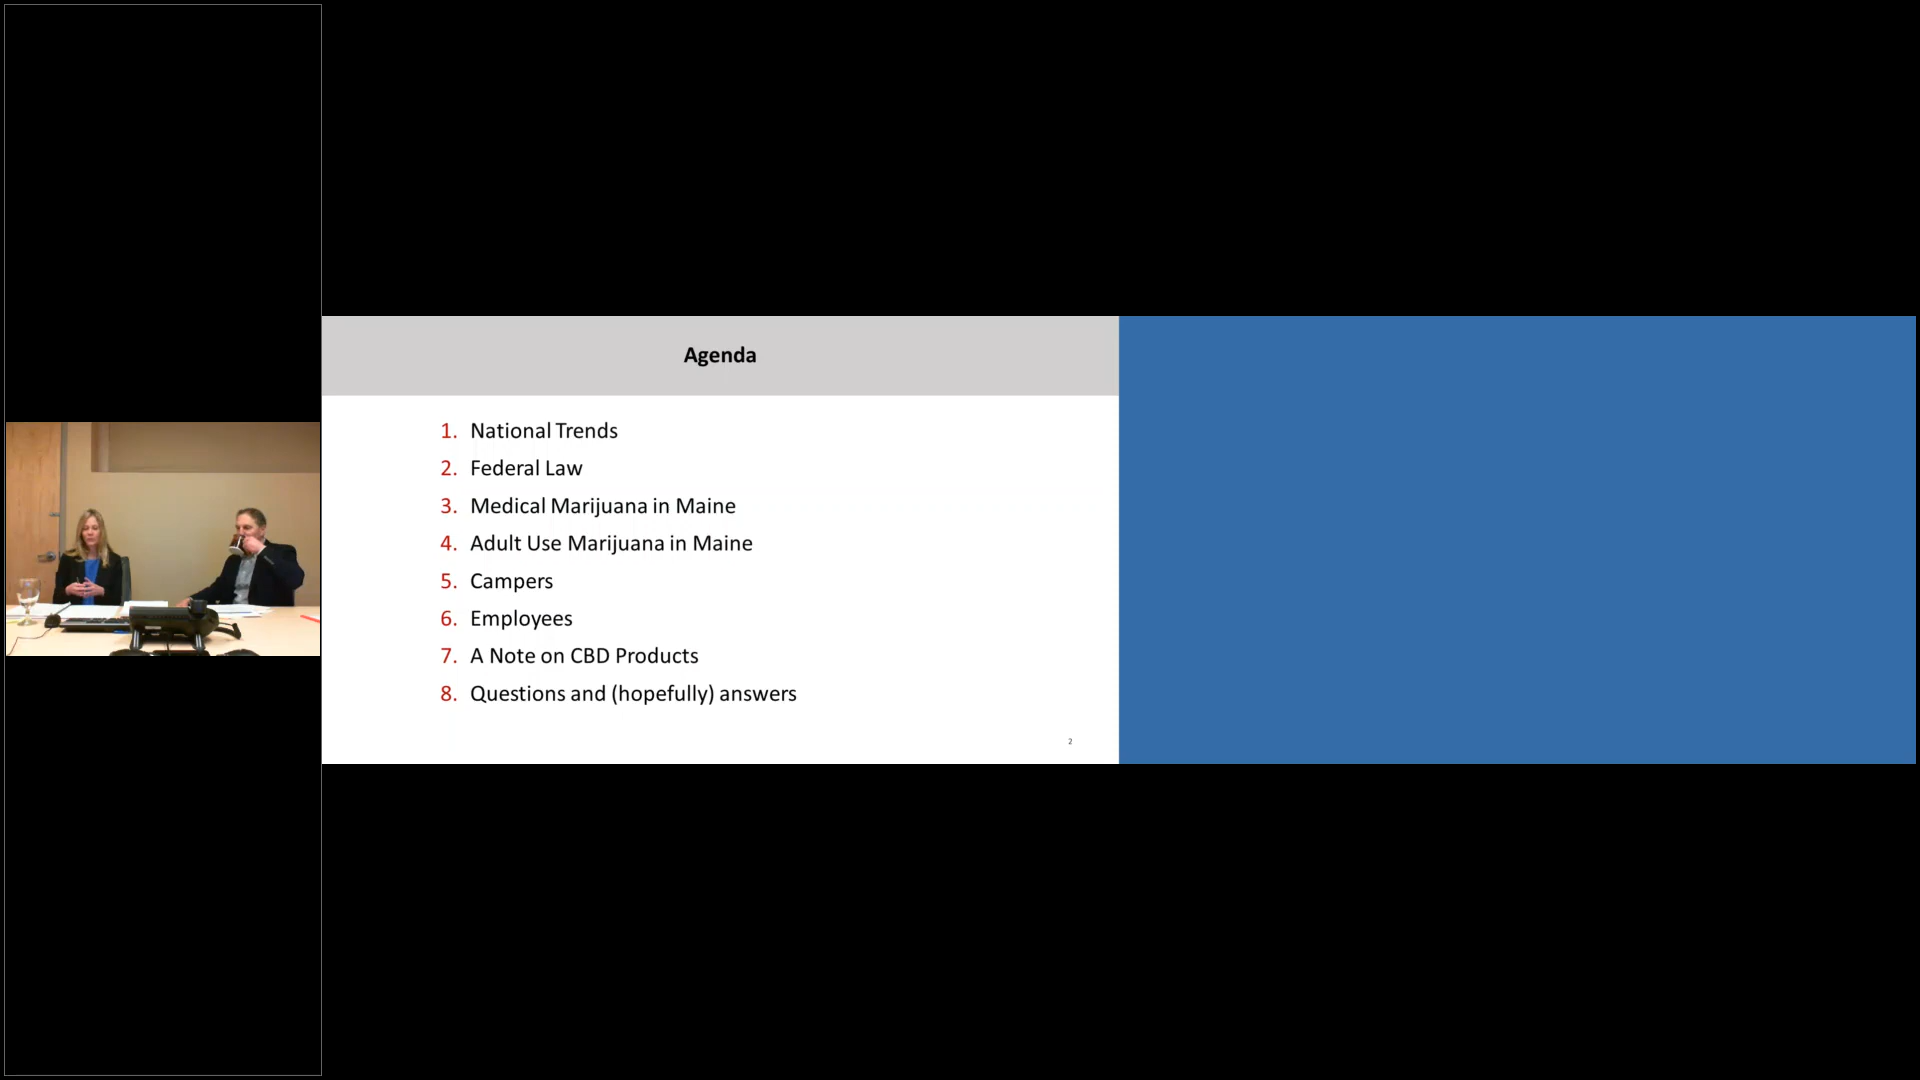 Agenda
1. National Trends
2. Federal Law
3. Medical Marijuana in Maine
4. Adult Use Marijuana in Maine
5. Campers
6. Employees
7. A Note on CBD Products
8. Questions and (hopefully) answers
2